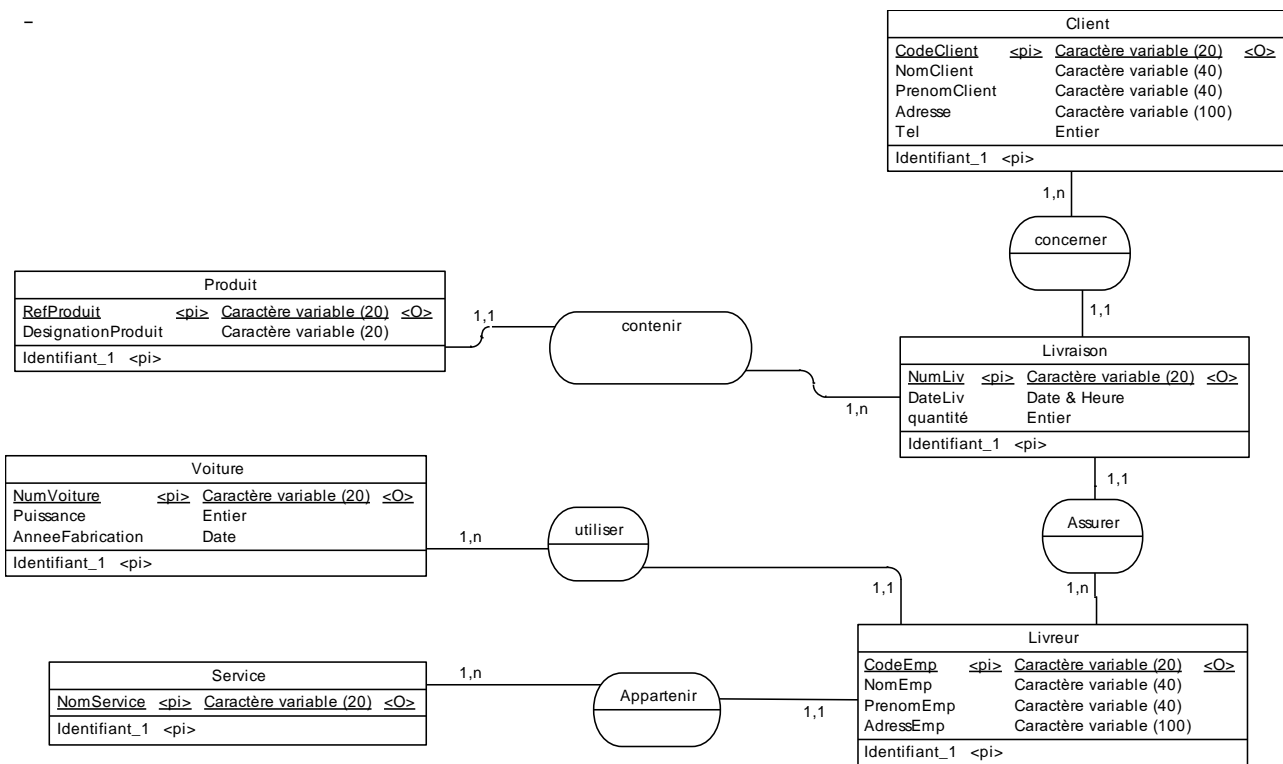 –
Client
CodeClient <pi> Caractère variable (20) <O>
NomClient Caractère variable (40)
PrenomClient Caractère variable (40)
Adresse Caractère variable (100)
Tel Entier
Identifiant_1 <pi>
1,n
concerner
1,1
Produit
RefProduit <pi> Caractère variable (20) <O>
DesignationProduit Caractère variable (20)
Identifiant_1 <pi>
1,1
contenir
1,n
Livraison
NumLiv <pi> Caractère variable (20) <O>
DateLiv Date & Heure
quantité Entier
Identifiant_1 <pi>
1,1
Assurer
1,n
Voiture
NumVoiture <pi> Caractère variable (20) <O>
Puissance Entier
AnneeFabrication Date
Identifiant_1 <pi>
1,n
utiliser
1,1
Livreur
CodeEmp <pi> Caractère variable (20) <O>
NomEmp Caractère variable (40)
PrenomEmp Caractère variable (40)
AdressEmp Caractère variable (100)
Identifiant_1 <pi>
Service
NomService <pi> Caractère variable (20) <O>
Identifiant_1 <pi>
1,n
Appartenir
1,1